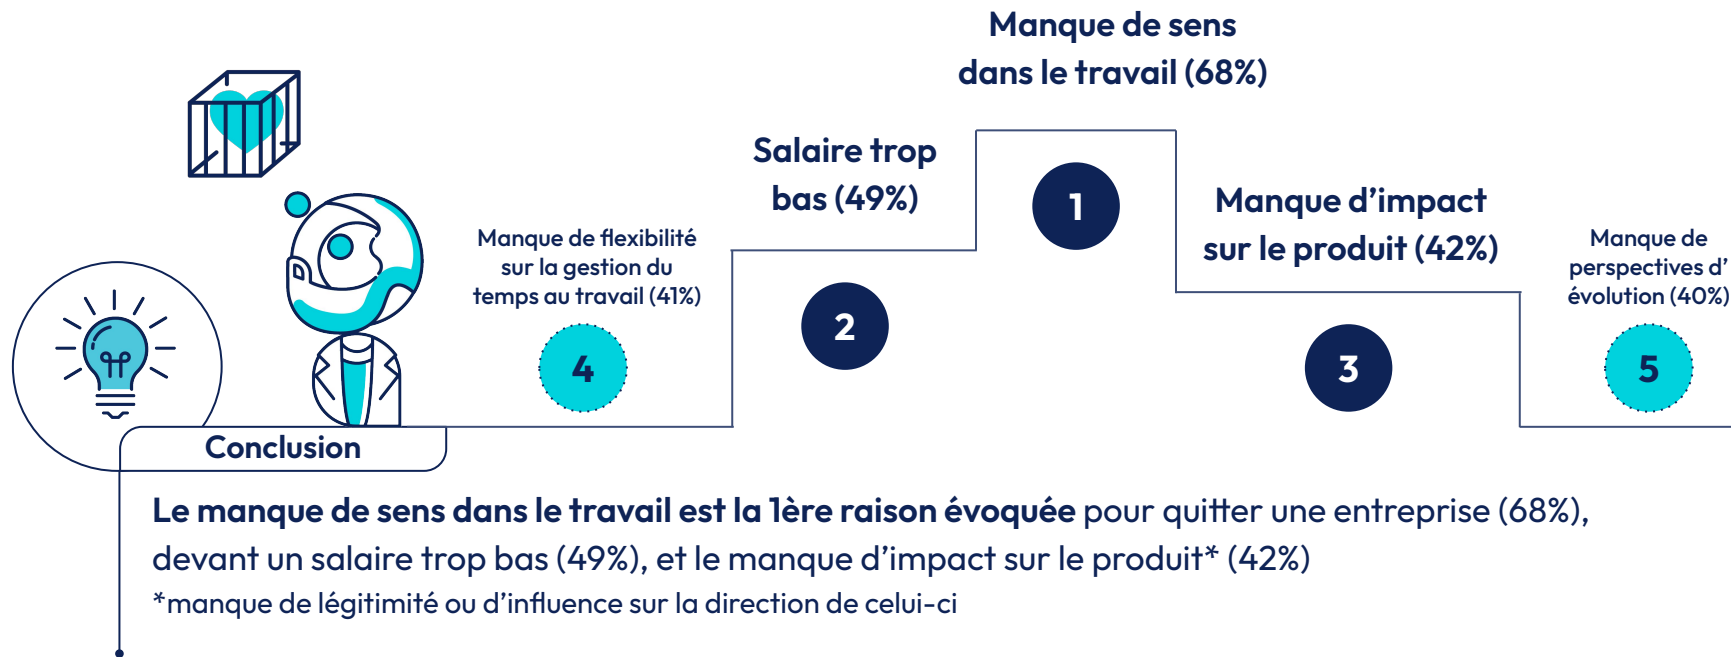 Manque de sens
dans le travail (68%)
1
Salaire trop
bas (49%)
2
Manque d'impact
sur le produit (42%)
3
Manque de flexibilité
sur la gestion du
temps au travail (41%)
4
Manque de
perspectives d'
évolution (40%)
5
Conclusion
Le manque de sens dans le travail est la 1ère raison évoquée pour quitter une entreprise (68%),
devant un salaire trop bas (49%), et le manque d'impact sur le produit* (42%)
*manque de légitimité ou d'influence sur la direction de celui-ci